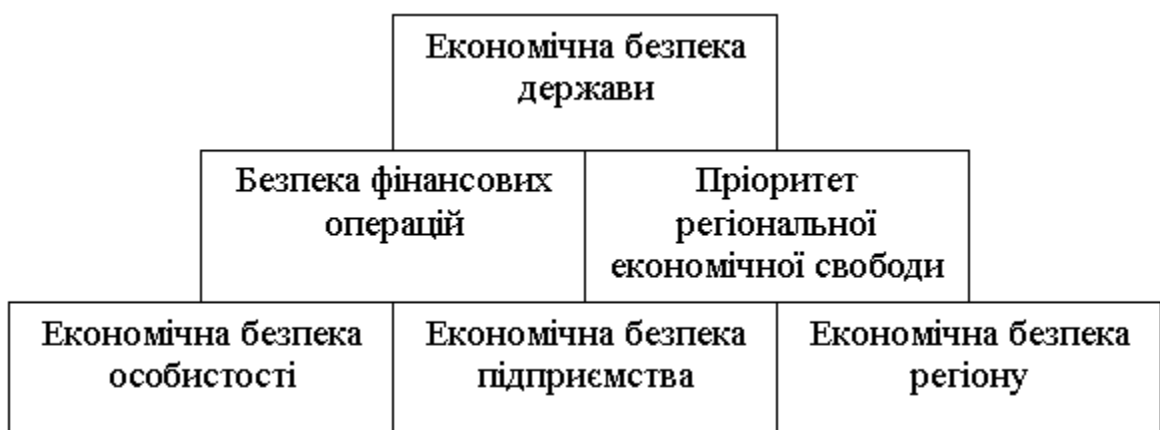 Економічна безпека
держави
Безпека фінансових
операцій
Пріоритет
регіональної
економічної свободи
Економічна безпека
особистості
Економічна безпека
підприємства
Економічна безпека
регіону